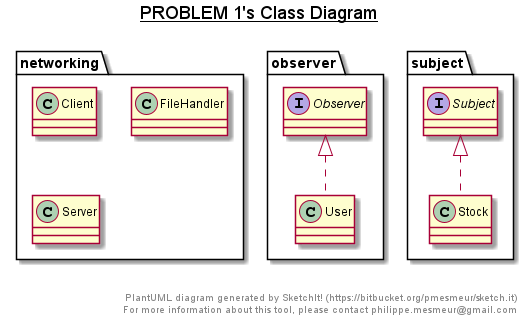 PROBLEM 1's Class Diagram
networking
observer
subject
C Client
C FileHandler
I Observer
I Subject
C Server
C User
C Stock
PlantUML diagram generated by SketchIt! (https://bitbucket.org/pmesmeur/sketch.it)
For more information about this tool, please contact philippe.mesmeur@gmail.com